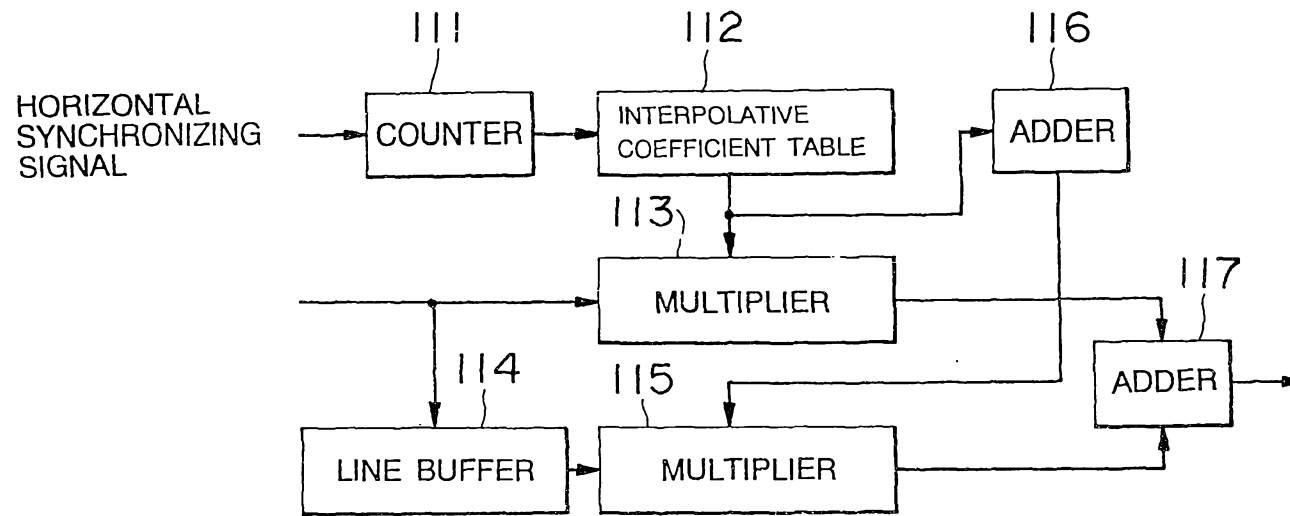 111
112
116
HORIZONTAL
SYNCHRONIZING
SIGNAL
COUNTER
INTERPOLATIVE
COEFFICIENT TABLE
ADDER
113
MULTIPLIER
117
114
115
ADDER
LINE BUFFER
MULTIPLIER